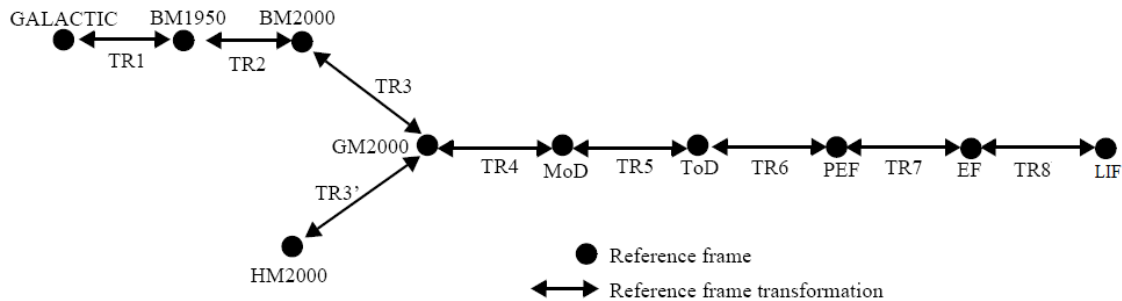 GALACTIC
BM1950
BM2000
TR1
TR2
TR3
GM2000
TR4
MoD
TR5
ToD
TR6
PEF
TR7
EF
TR8
LIF
TR3’
HM2000
Reference frame
Reference frame transformation